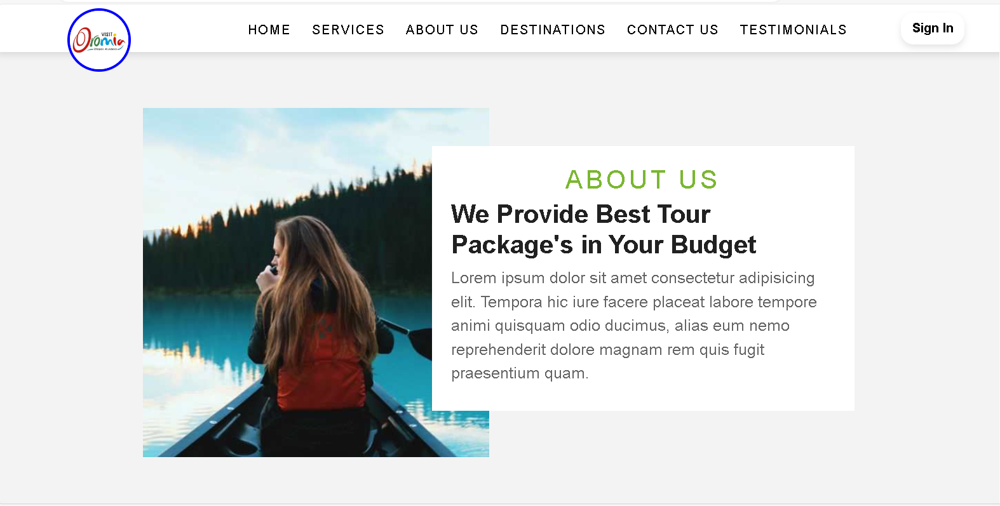 VISIT
Oromia
HOME SERVICES ABOUT US DESTINATIONS CONTACT US TESTIMONIALS Sign In
ABOUT US
We Provide Best Tour
Package's in Your Budget
Lorem ipsum dolor sit amet consectetur adipisicing
elit. Tempora hic iure facere placeat labore tempore
animi quisquam odio ducimus, alias eum nemo
reprehenderit dolore magnam rem quis fugit
praesentium quam.